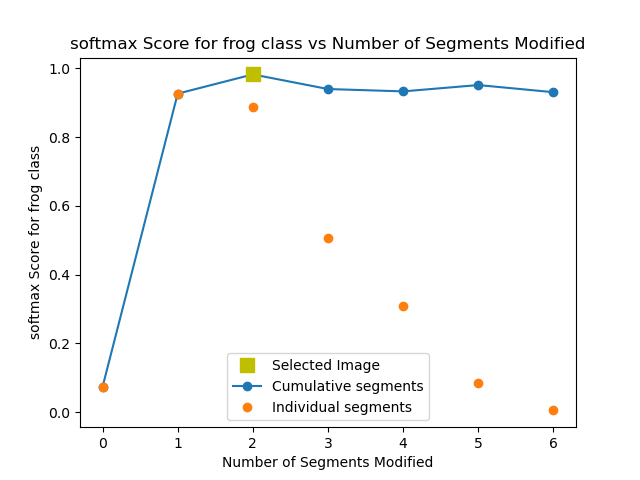 softmax Score for frog class vs Number of Segments Modified
softmax Score for frog class
1.0
0.8
0.6
0.4
0.2
0.0
Selected Image
Cumulative segments
Individual segments
0 1 2 3 4 5 6
Number of Segments Modified